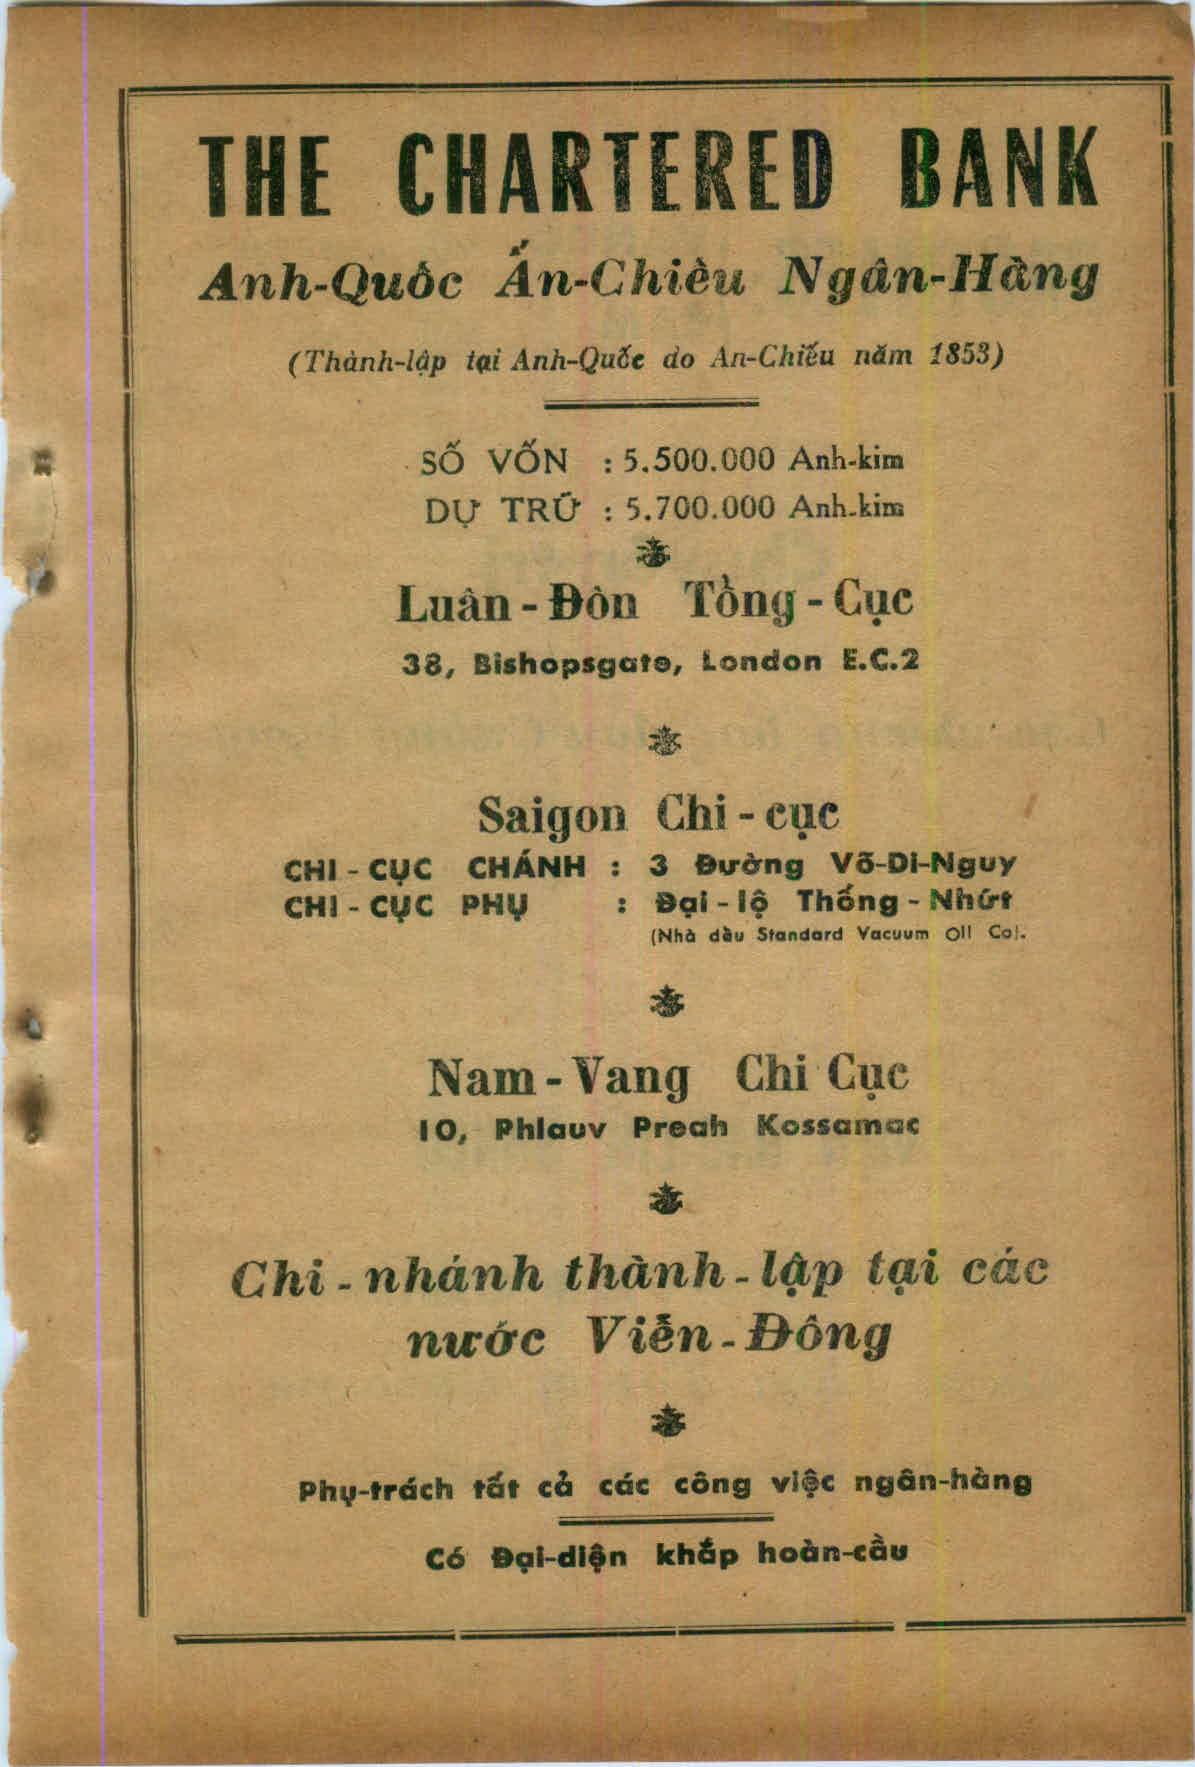 THE CHARTERED BANK
Anh-Quốc Ấn-Chiếu Ngân-Hàng
(Thành-lập tại Anh-Quốc do An-Chiếu năm 1853)
SỐ VỐN : 5.500.000 Anh-kim
DỰ TRỮ : 5.700.000 Anh-kim
Luân - Đôn Tổng - Cục
38, Bishopsgate, London E.C.2
Saigon Chi - cục
CHI - CỤC CHÁNH : 3 Đường Võ-Di-Nguy
CHI - CỤC PHỤ : Đại - lộ Thống - Nhứt
(Nhà dầu Standard Vacuum Oil Co).
Nam - Vang Chi Cục
10, Phlauv Preah Kossamac
Chi - nhánh thành - lập tại các
nước Viễn - Đông
Phụ-trách tất cả các công việc ngân-hàng
Có Đại-diện khắp hoàn-cầu